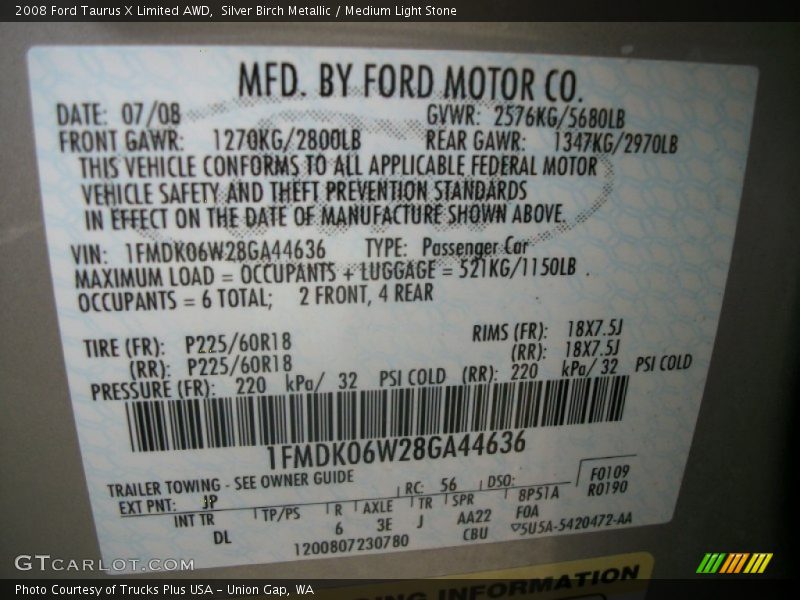 2008 Ford Taurus X Limited AWD, Silver Birch Metallic / Medium Light Stone
MFD. BY FORD MOTOR CO.
DATE: 07/08 GVWR: 2576KG/5680LB
FRONT GAWR: 1270KG/2800LB REAR GAWR: 1347KG/2970LB
THIS VEHICLE CONFORMS TO ALL APPLICABLE FEDERAL MOTOR
VEHICLE SAFETY AND THEFT PREVENTION STANDARDS
IN EFFECT ON THE DATE OF MANUFACTURE SHOWN ABOVE.
VIN: 1FMDK06W28GA44636 TYPE: Passenger Car
MAXIMUM LOAD = OCCUPANTS + LUGGAGE = 521KG/1150LB .
OCCUPANTS = 6 TOTAL; 2 FRONT, 4 REAR
TIRE (FR): P225/60R18 RIMS (FR): 18X7.5J
(RR): P225/60R18 (RR): 18X7.5J
PRESSURE (FR): 220 kPa/ 32 PSI COLD (RR): 220 kPa/ 32 PSI COLD
1FMDK06W28GA44636
TRAILER TOWING - SEE OWNER GUIDE
EXT PNT: JP RC: 56 DSO: F0109
R0190
INT TR TP/PS R AXLE TR SPR 8P51A
DL 6 3E J AA22 F0A
1200807230780 CBU 5U5A-5420472-AA
INFORMATION
GTCARLOT.COM
Photo Courtesy of Trucks Plus USA - Union Gap, WA